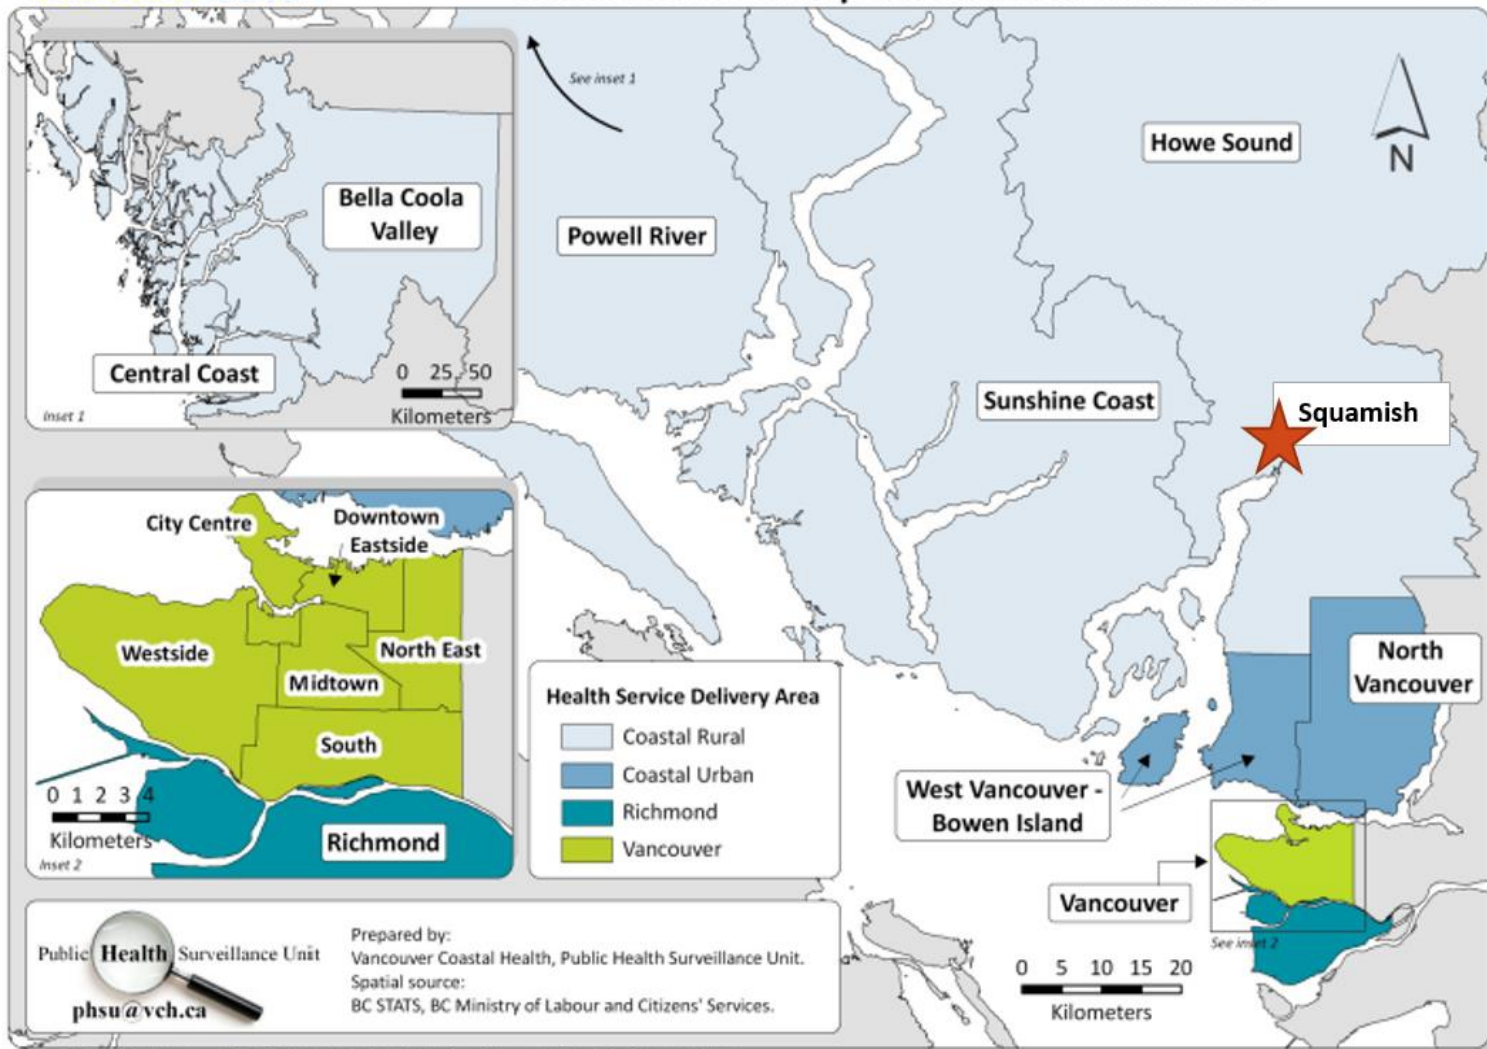 See inset 1
Howe Sound
N
Bella Coola
Valley
Powell River
Central Coast
0 25 50
Kilometers
Inset 1
Sunshine Coast
Squamish
City Centre
Downtown
Eastside
Westside
North East
Midtown
South
0 1 2 3 4
Kilometers
Richmond
Inset 2
Health Service Delivery Area
Coastal Rural
Coastal Urban
Richmond
Vancouver
North
Vancouver
West Vancouver -
Bowen Island
Vancouver
See inset 2
0 5 10 15 20
Kilometers
Public Health Surveillance Unit
phsu@vch.ca
Prepared by:
Vancouver Coastal Health, Public Health Surveillance Unit.
Spatial source:
BC STATS, BC Ministry of Labour and Citizens' Services.